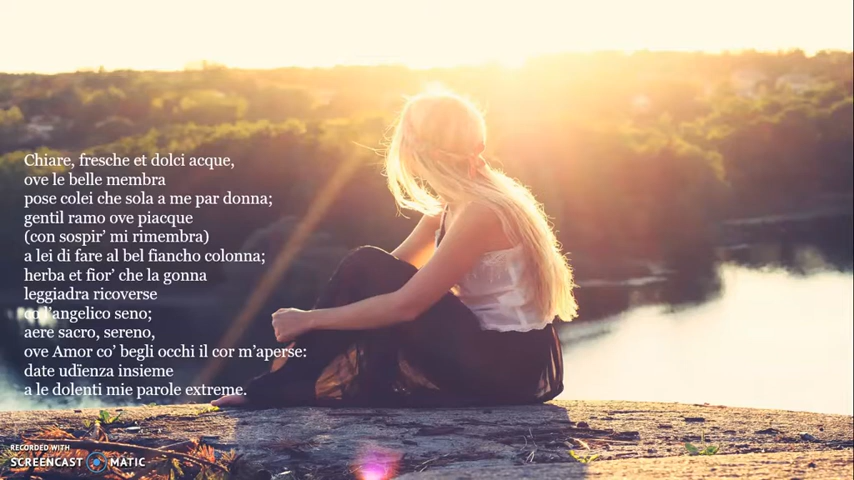 Chiare, fresche et dolci acque,
ove le belle membra
pose colei che sola a me par donna;
gentil ramo ove piacque
(con sospir’ mi rimembra)
a lei di fare al bel fiancho colonna;
herba et fior’ che la gonna
leggiadra ricoverse
co l’angelico seno;
aere sacro, sereno,
ove Amor co’ begli occhi il cor m’aperse:
date udïenza insieme
a le dolenti mie parole extreme.
RECORDED WITH
SCREENCAST MATIC